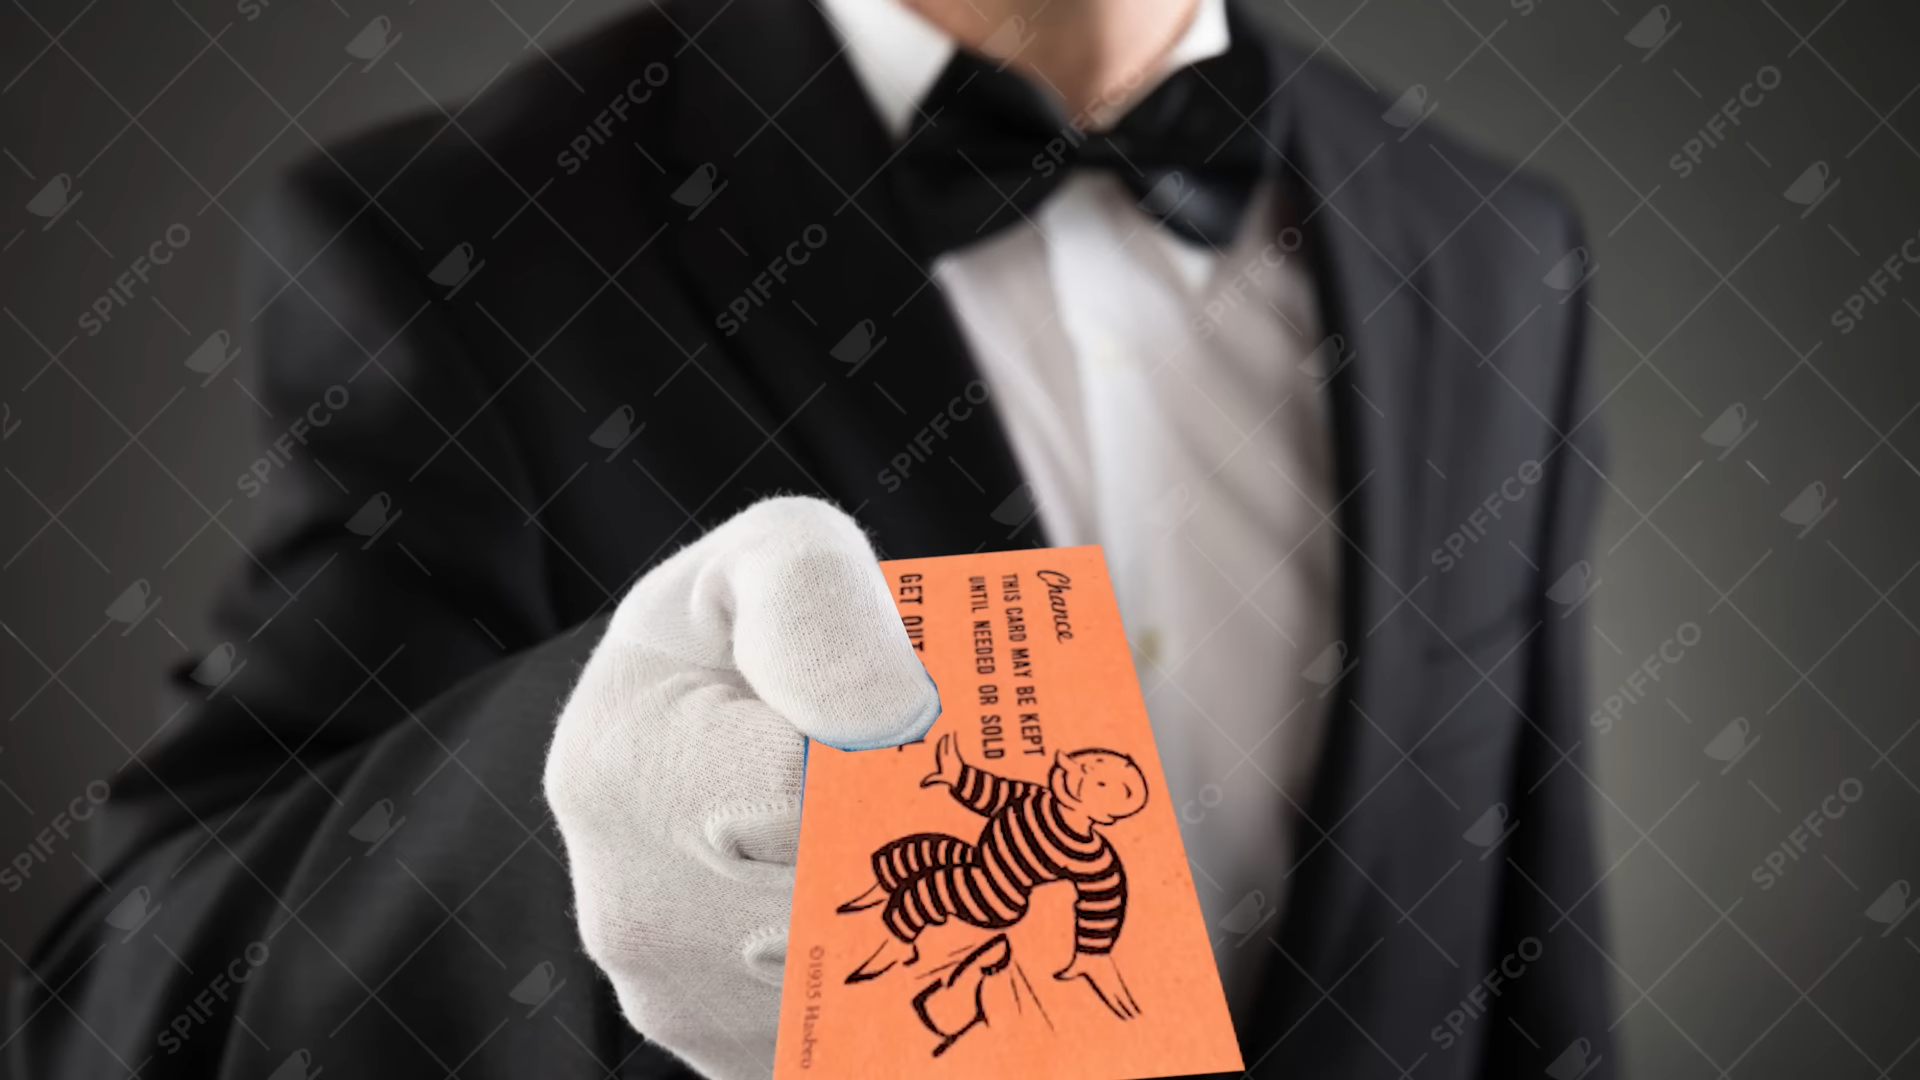 Chance
THIS CARD MAY BE KEPT
UNTIL NEEDED OR SOLD
GET OUT
©1935 Hasbro
SPIFFCO